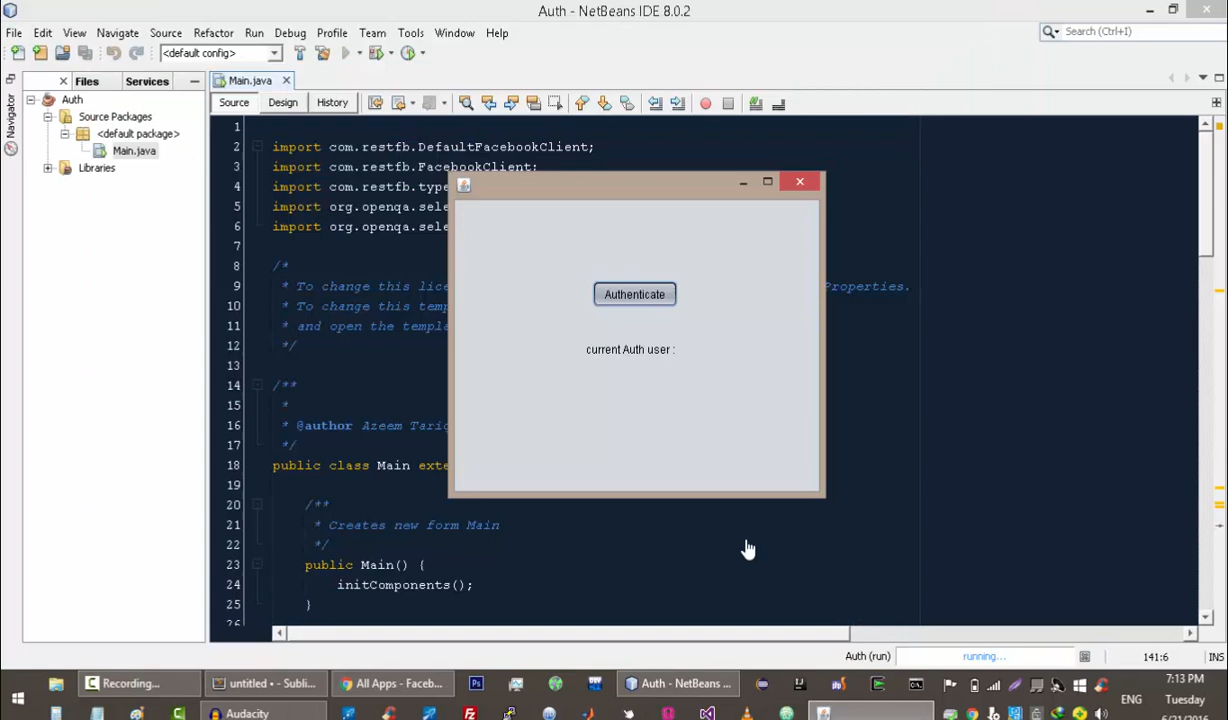 Auth - NetBeans IDE 8.0.2
File Edit View Navigate Source Refactor Run Debug Profile Team Tools Window Help
Search (Ctrl+I)
<default config>
Files Services
Main.java
Navigator
Auth
Source Packages
<default package>
Main.java
Libraries
Source Design History
1
2 import com.restfb.DefaultFacebookClient;
3 import com.restfb.FacebookClient;
4 import com.restfb.type
5 import org.openqa.sele
6 import org.openqa.sele
7
8 /*
9 * To change this lice Properties.
10 * To change this temp
11 * and open the templa
12 */
13
14 /**
15 *
16 * @author Azeem Tariq
17 */
18 public class Main exte
19
20 /**
21 * Creates new form Main
22 */
23 public Main() {
24 initComponents();
25 }
26
Authenticate
current Auth user :
Auth (run) running... 141:6 INS
Recording... untitled • - Subli... All Apps - Faceb... Auth - NetBeans ...
Audacity
ENG
7:13 PM
Tuesday
6/21/2016